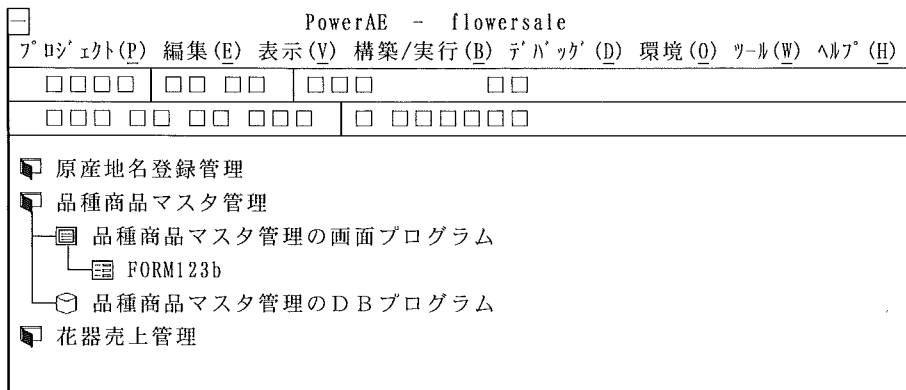 PowerAE － flowersale
ﾌﾟﾛｼﾞｪｸﾄ(P) 編集(E) 表示(V) 構築/実行(B) ﾃﾞﾊﾞｯｸﾞ(D) 環境(O) ﾂｰﾙ(W) ﾍﾙﾌﾟ(H)
原産地名登録管理
品種商品マスタ管理
品種商品マスタ管理の画面プログラム
FORM123b
品種商品マスタ管理のＤＢプログラム
花器売上管理